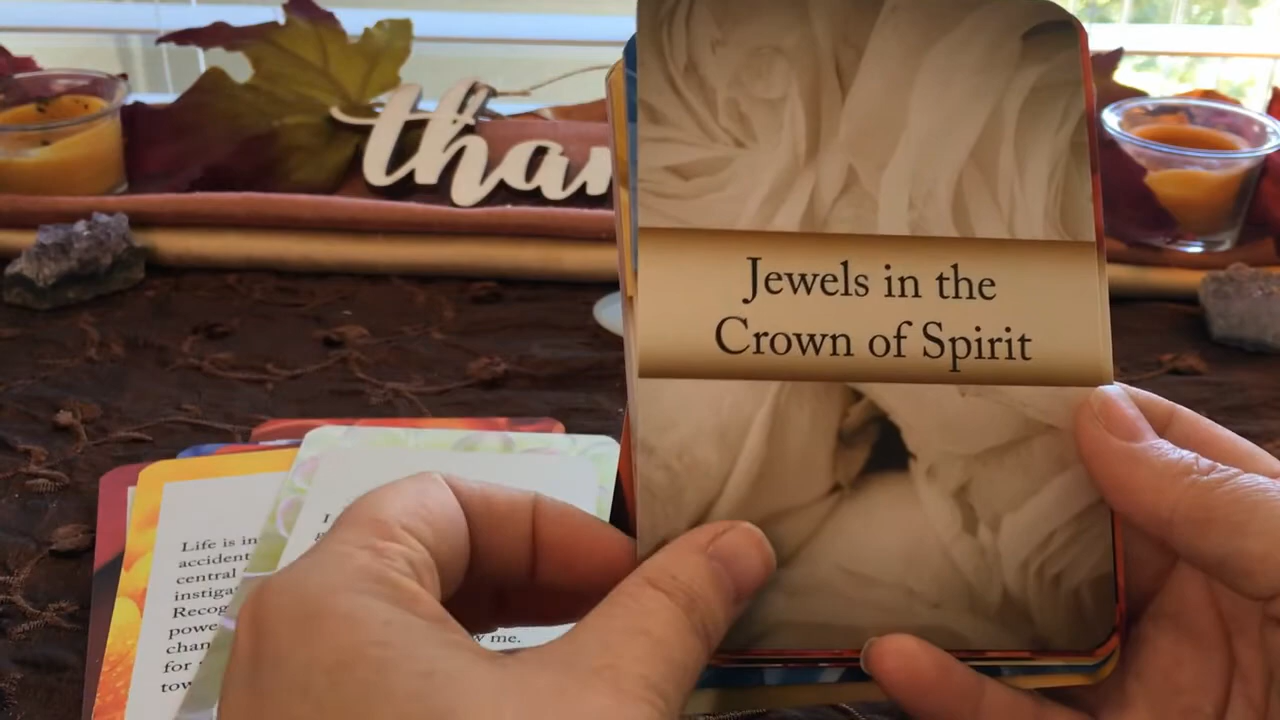 than
Jewels in the
Crown of Spirit
I
Life is in
accident
central
instiga
Recog
powe
chan
for
tow
w me.